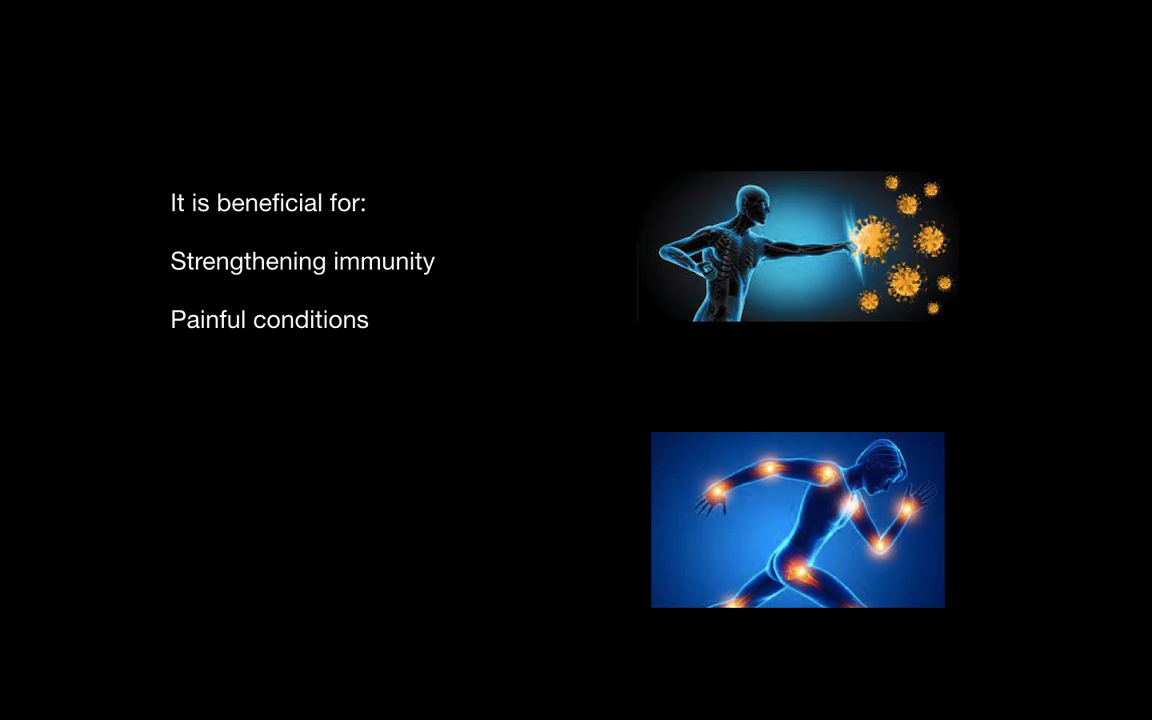 It is beneficial for:
Strengthening immunity
Painful conditions